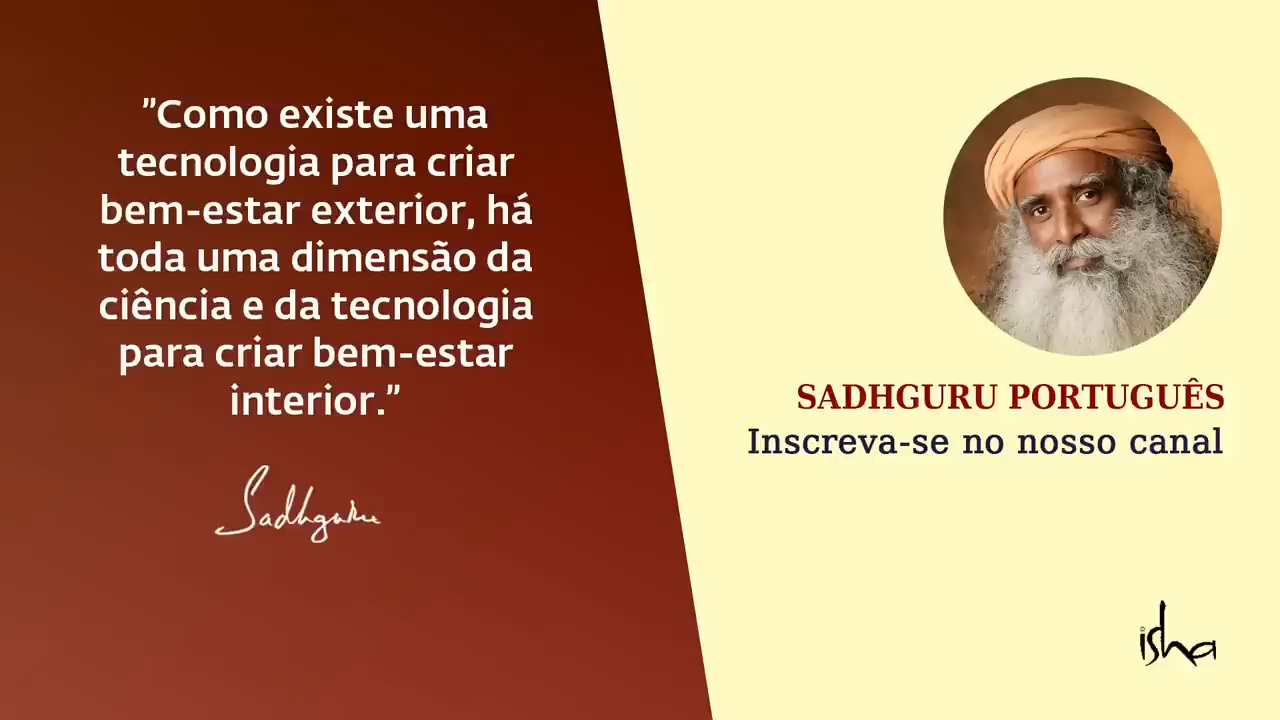 "Como existe uma
tecnologia para criar
bem-estar exterior, há
toda uma dimensão da
ciência e da tecnologia
para criar bem-estar
interior."
Sadhguru
SADHGURU PORTUGUÊS
Inscreva-se no nosso canal
isha